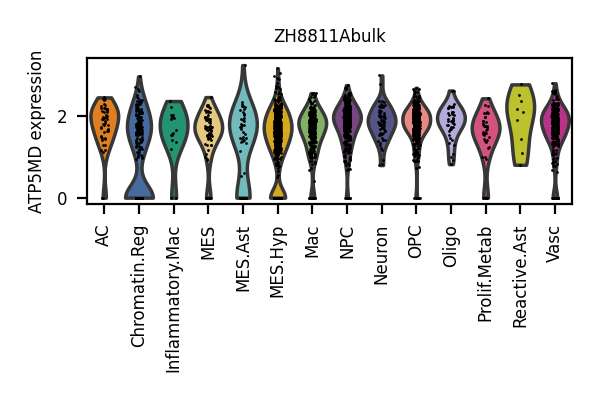 ZH8811Abulk
ATP5MD expression
2
0
AC
Chromatin.Reg
Inflammatory.Mac
MES
MES.Ast
MES.Hyp
Mac
NPC
Neuron
OPC
Oligo
Prolif.Metab
Reactive.Ast
Vasc